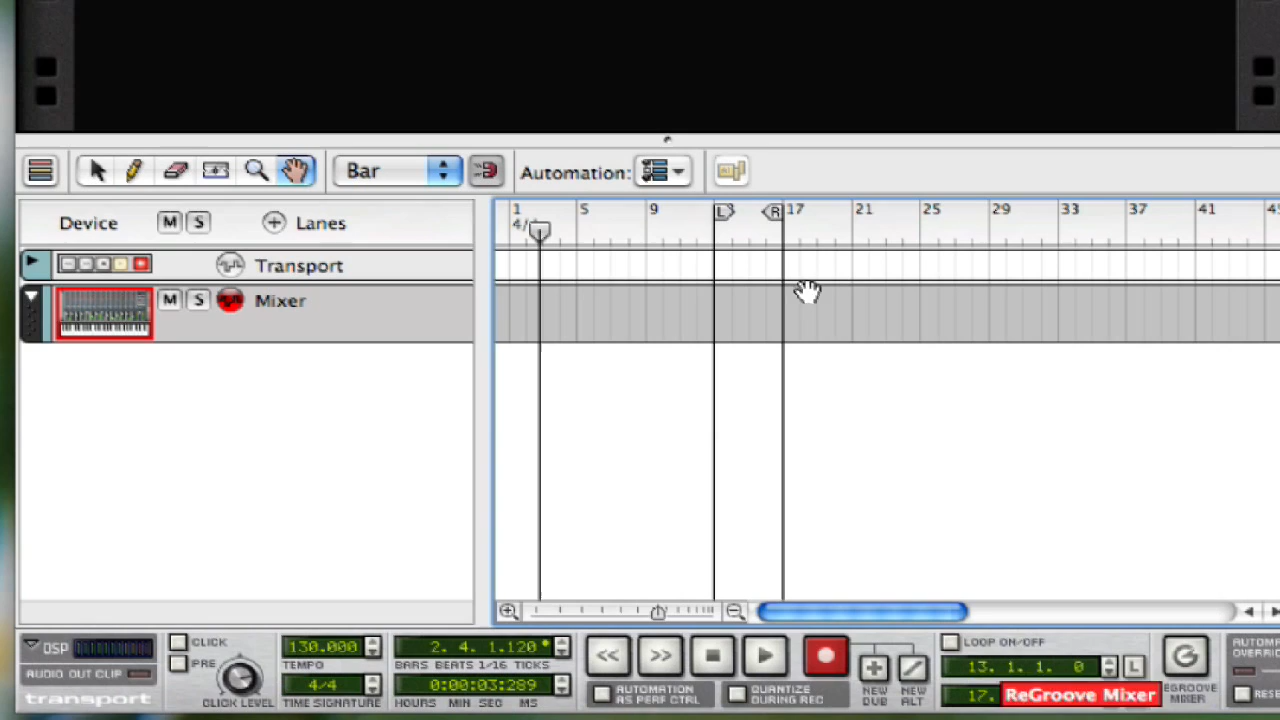 Bar Automation:
Device M S Lanes
1 5 9 L R 17 21 25 29 33 37 41
4/
Transport
M S Mixer
DSP CLICK 130.000 2. 4. 1.120 * LOOP ON/OFF
PRE TEMPO BARS BEATS 1/16 TICKS 13. 1. 1. 0 L
AUDIO OUT CLIP 4/4 0:00:03:289 AUTOMATION AS PERF CTRL QUANTIZE DURING REC NEW DUB NEW ALT 17. ReGroove Mixer
transport CLICK LEVEL TIME SIGNATURE HOURS MIN SEC MS MIXER